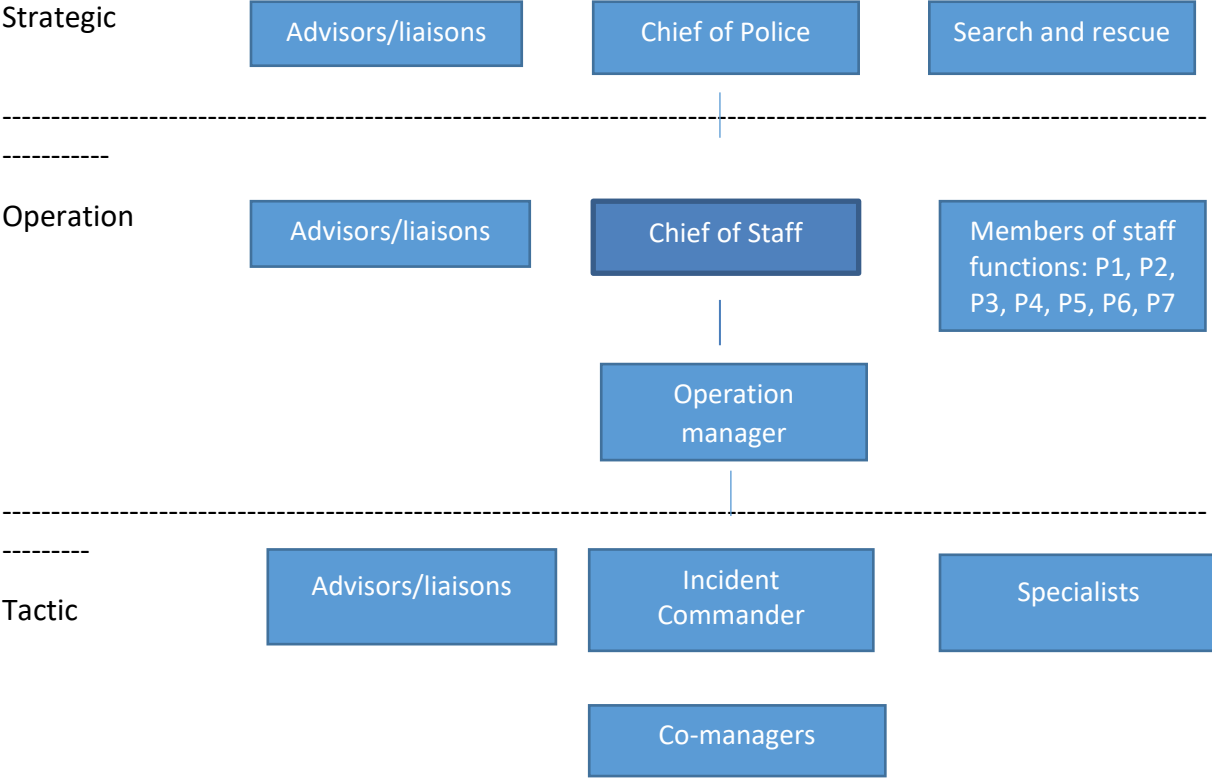 Strategic
Advisors/liaisons
Chief of Police
Search and rescue
--------------------------------------------------------------------------------------------------------------------
-----------
Operation
Advisors/liaisons
Chief of Staff
Members of staff
functions: P1, P2,
P3, P4, P5, P6, P7
Operation
manager
--------------------------------------------------------------------------------------------------------------------
---------
Tactic
Advisors/liaisons
Incident
Commander
Specialists
Co-managers